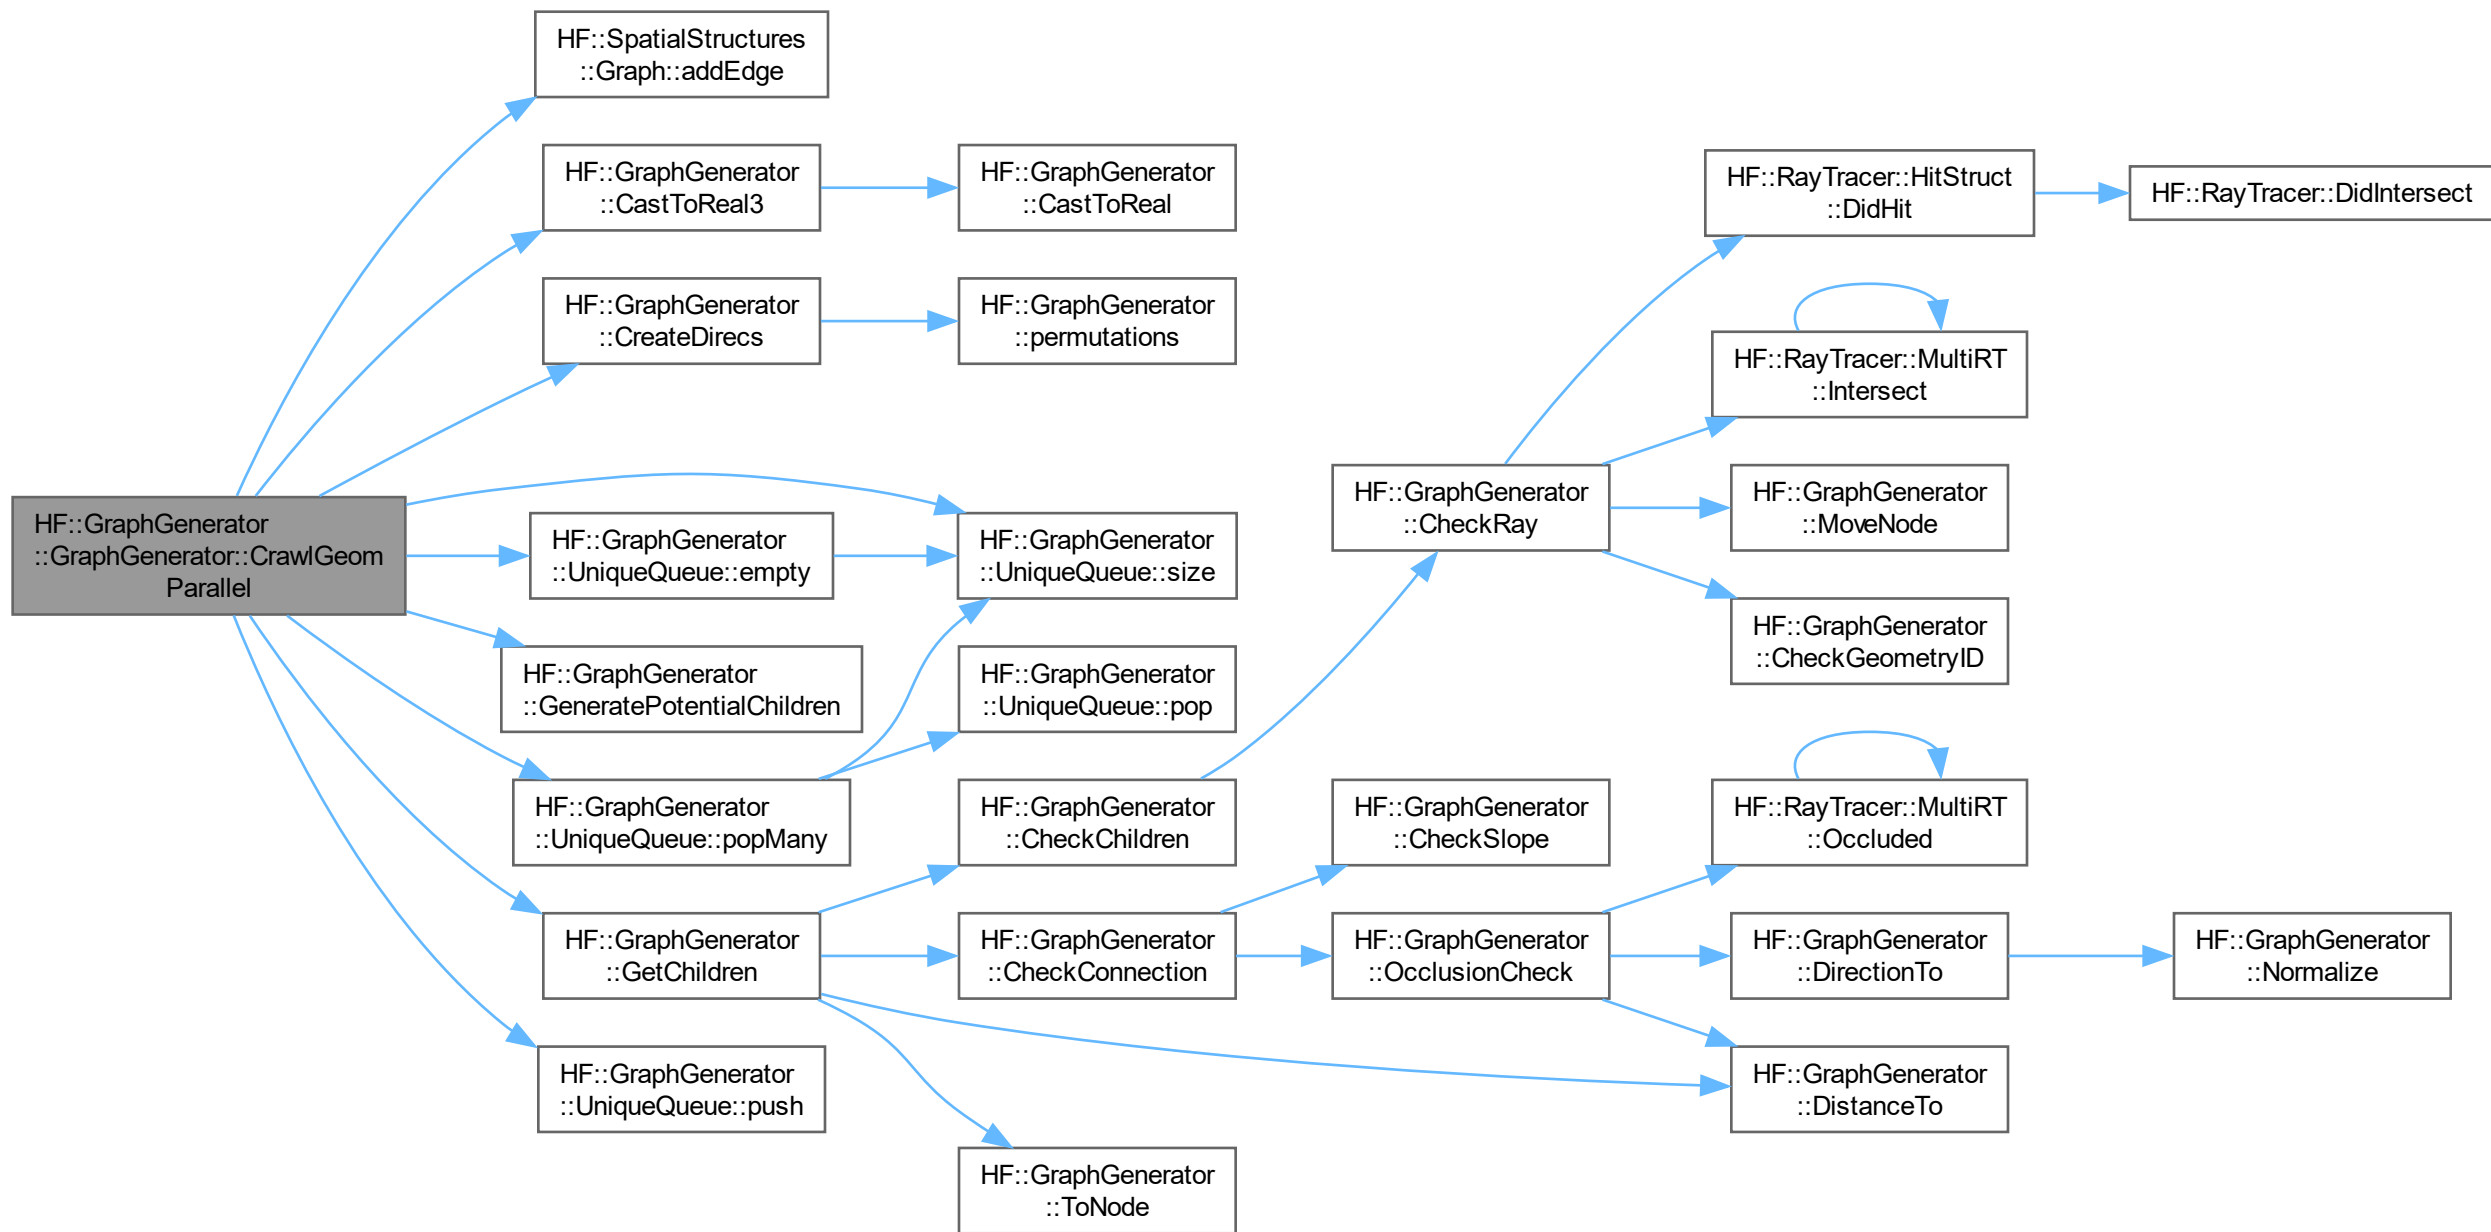 HF::GraphGenerator
::GraphGenerator::CrawlGeom
Parallel
HF::SpatialStructures
::Graph::addEdge
HF::GraphGenerator
::CastToReal3
HF::GraphGenerator
::CastToReal
HF::GraphGenerator
::CreateDirecs
HF::GraphGenerator
::permutations
HF::GraphGenerator
::UniqueQueue::empty
HF::GraphGenerator
::UniqueQueue::size
HF::GraphGenerator
::GeneratePotentialChildren
HF::GraphGenerator
::UniqueQueue::popMany
HF::GraphGenerator
::UniqueQueue::pop
HF::GraphGenerator
::GetChildren
HF::GraphGenerator
::CheckChildren
HF::GraphGenerator
::CheckRay
HF::RayTracer::HitStruct
::DidHit
HF::RayTracer::DidIntersect
HF::RayTracer::MultiRT
::Intersect
HF::GraphGenerator
::MoveNode
HF::GraphGenerator
::CheckGeometryID
HF::GraphGenerator
::CheckConnection
HF::GraphGenerator
::CheckSlope
HF::GraphGenerator
::OcclusionCheck
HF::RayTracer::MultiRT
::Occluded
HF::GraphGenerator
::DirectionTo
HF::GraphGenerator
::Normalize
HF::GraphGenerator
::DistanceTo
HF::GraphGenerator
::ToNode
HF::GraphGenerator
::UniqueQueue::push